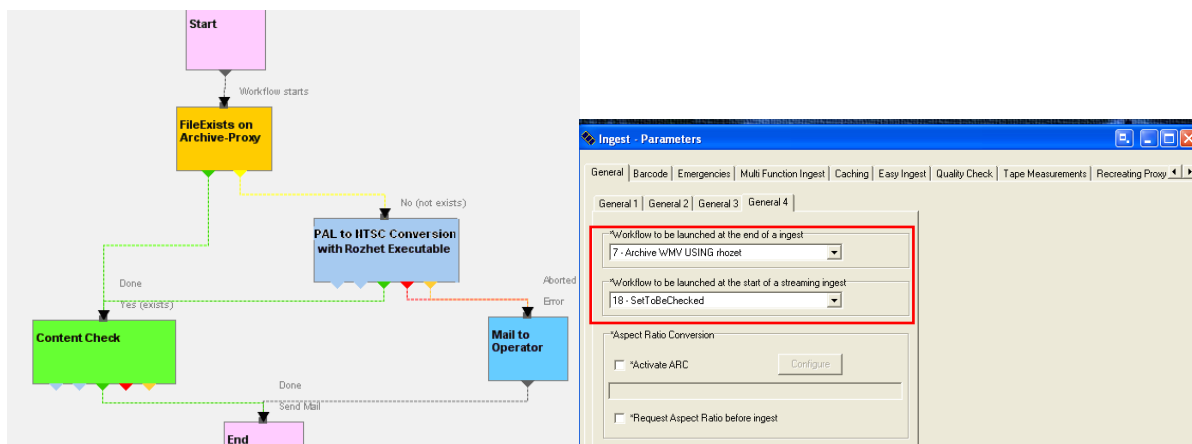 Start
Workflow starts
FileExists on
Archive-Proxy
No (not exists)
PAL to NTSC Conversion
with Rozhet Executable
Done
Yes (exists)
Aborted
Error
Content Check
Mail to
Operator
Done
Send Mail
End
Ingest - Parameters
General
Barcode
Emergencies
Multi Function Ingest
Caching
Easy Ingest
Quality Check
Tape Measurements
Recreating Proxy
General 1
General 2
General 3
General 4
*Workflow to be launched at the end of a ingest
7 - Archive WMV USING rhozet
*Workflow to be launched at the start of a streaming ingest
18 - SetToBeChecked
*Aspect Ratio Conversion
*Activate ARC
Configure
*Request Aspect Ratio before ingest